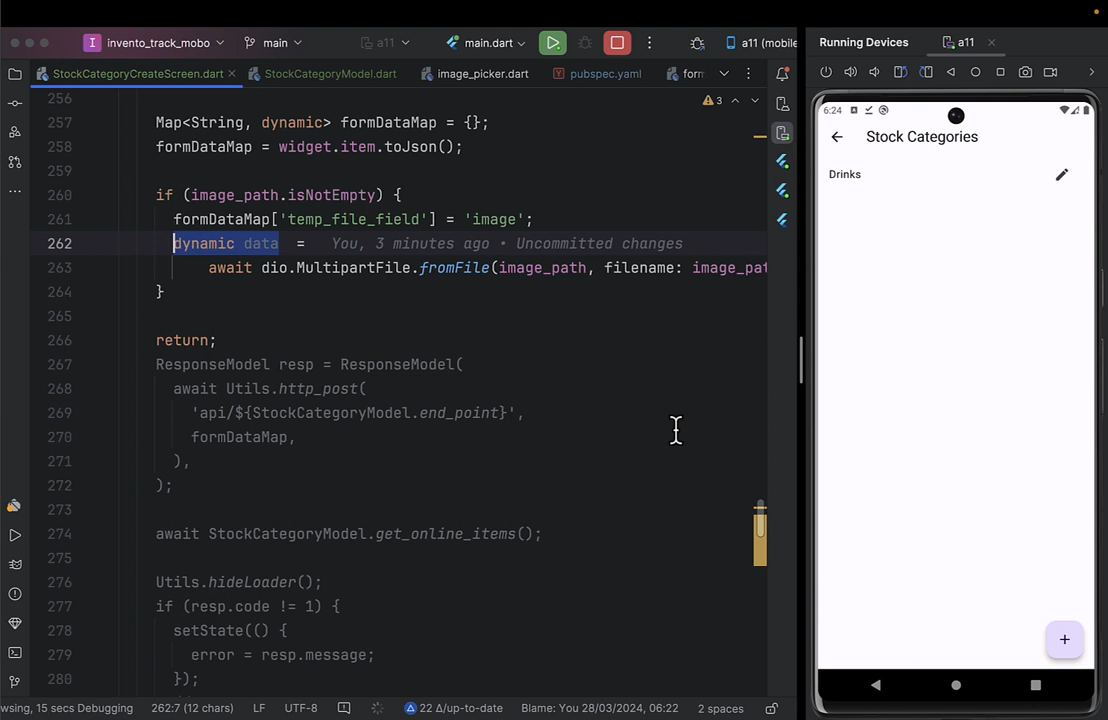 invento_track_mobo
main
a11
main.dart
a11 (mobile
Running Devices
a11
StockCategoryCreateScreen.dart
StockCategoryModel.dart
image_picker.dart
pubspec.yaml
forr
256
3
257 Map<String, dynamic> formDataMap = {};
258 formDataMap = widget.item.toJson();
259
260 if (image_path.isNotEmpty) {
261 formDataMap['temp_file_field'] = 'image';
262 dynamic data = You, 3 minutes ago • Uncommitted changes
263 await dio.MultipartFile.fromFile(image_path, filename: image_pat
264 }
265
266 return;
267 ResponseModel resp = ResponseModel(
268 await Utils.http_post(
269 'api/${StockCategoryModel.end_point}',
270 formDataMap,
271 ),
272 );
273
274 await StockCategoryModel.get_online_items();
275
276 Utils.hideLoader();
277 if (resp.code != 1) {
278 setState(() {
279 error = resp.message;
280 });
6:24
Stock Categories
Drinks
+
wsing, 15 secs Debugging
262:7 (12 chars)
LF
UTF-8
22 Δ/up-to-date
Blame: You 28/03/2024, 06:22
2 spaces